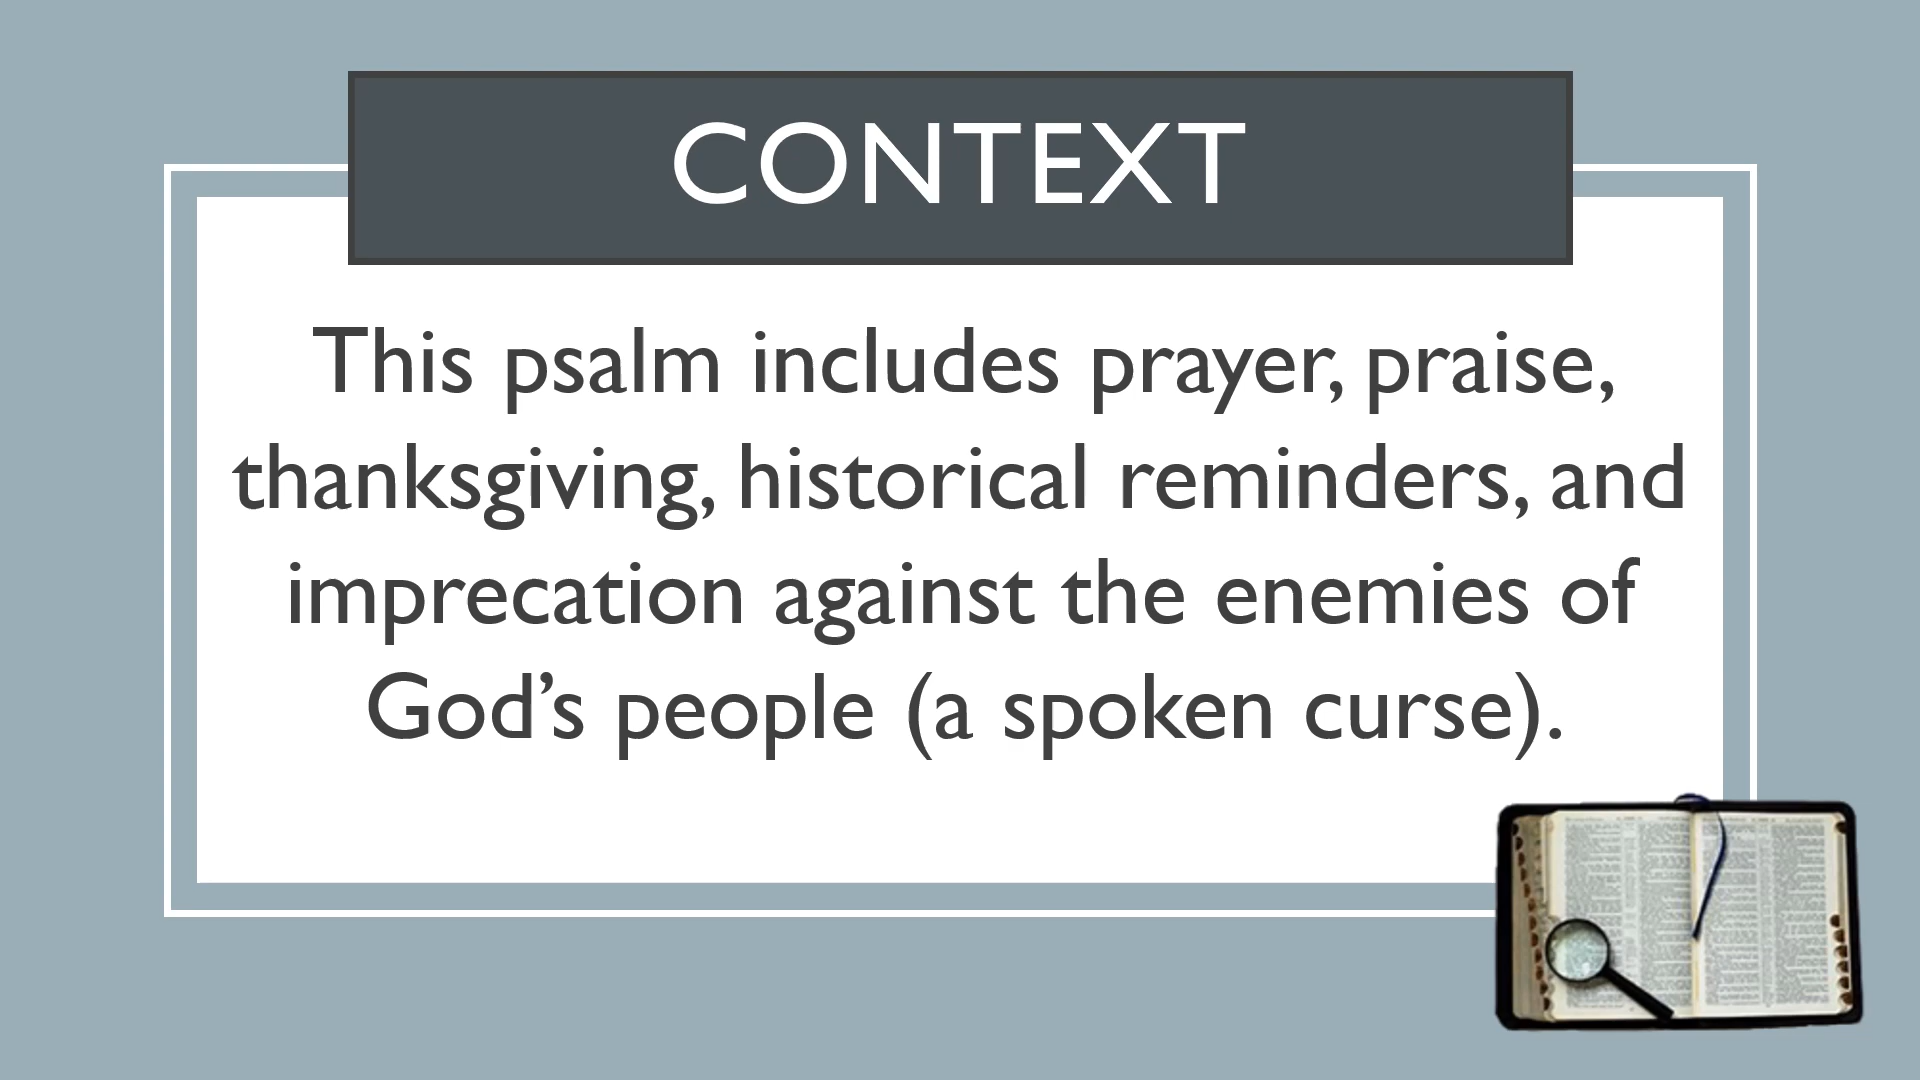 CONTEXT
This psalm includes prayer, praise,
thanksgiving, historical reminders, and
imprecation against the enemies of
God’s people (a spoken curse).